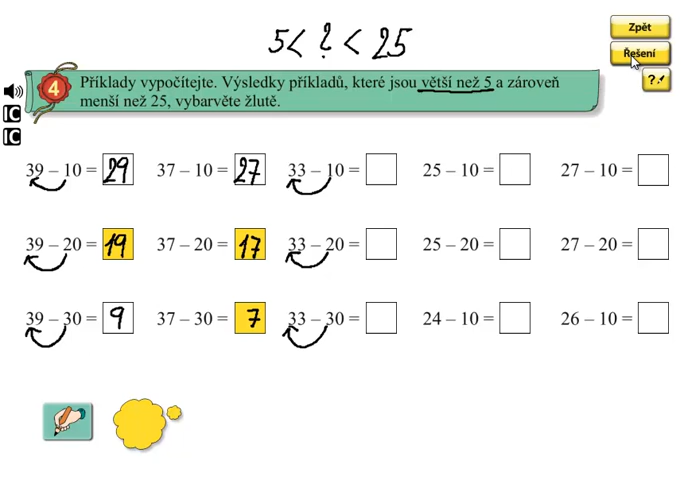 5 < ? < 25
Zpět
Řešení
?
4 Příklady vypočítejte. Výsledky příkladů, které jsou větší než 5 a zároveň
menší než 25, vybarvěte žlutě.
39 – 10 = 29 37 – 10 = 27 33 – 10 = 25 – 10 = 27 – 10 =
39 – 20 = 19 37 – 20 = 17 33 – 20 = 25 – 20 = 27 – 20 =
39 – 30 = 9 37 – 30 = 7 33 – 30 = 24 – 10 = 26 – 10 =